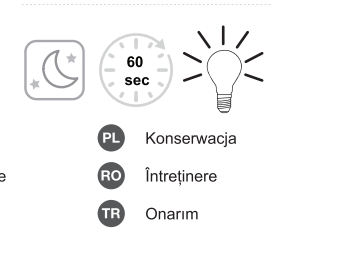 60
sec
PL Konserwacja
e
RO Întreținere
TR Onarım